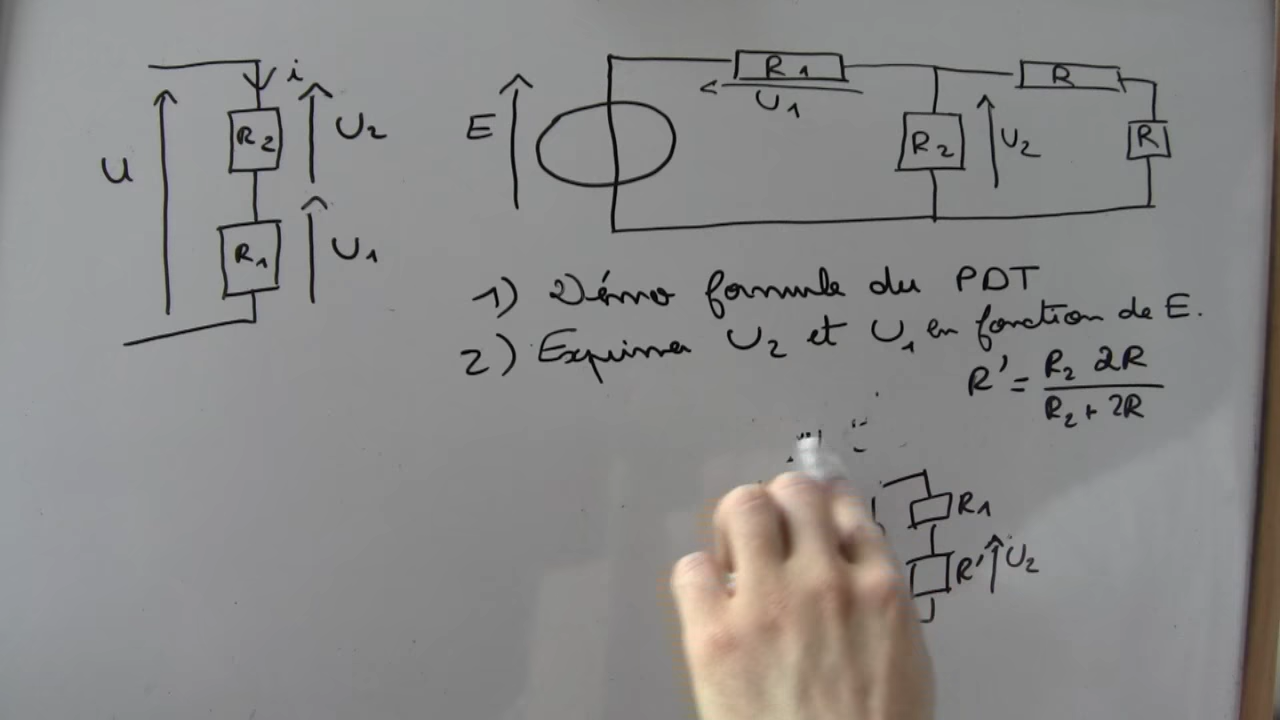 i
R2
U2
U
R1
U1
E
R1
U1
R2
U2
R
R
1) Démo formule du PDT
2) Exprimer U2 et U1 en fonction de E.
R' = R2 2R / R2 + 2R
R1
R' U2